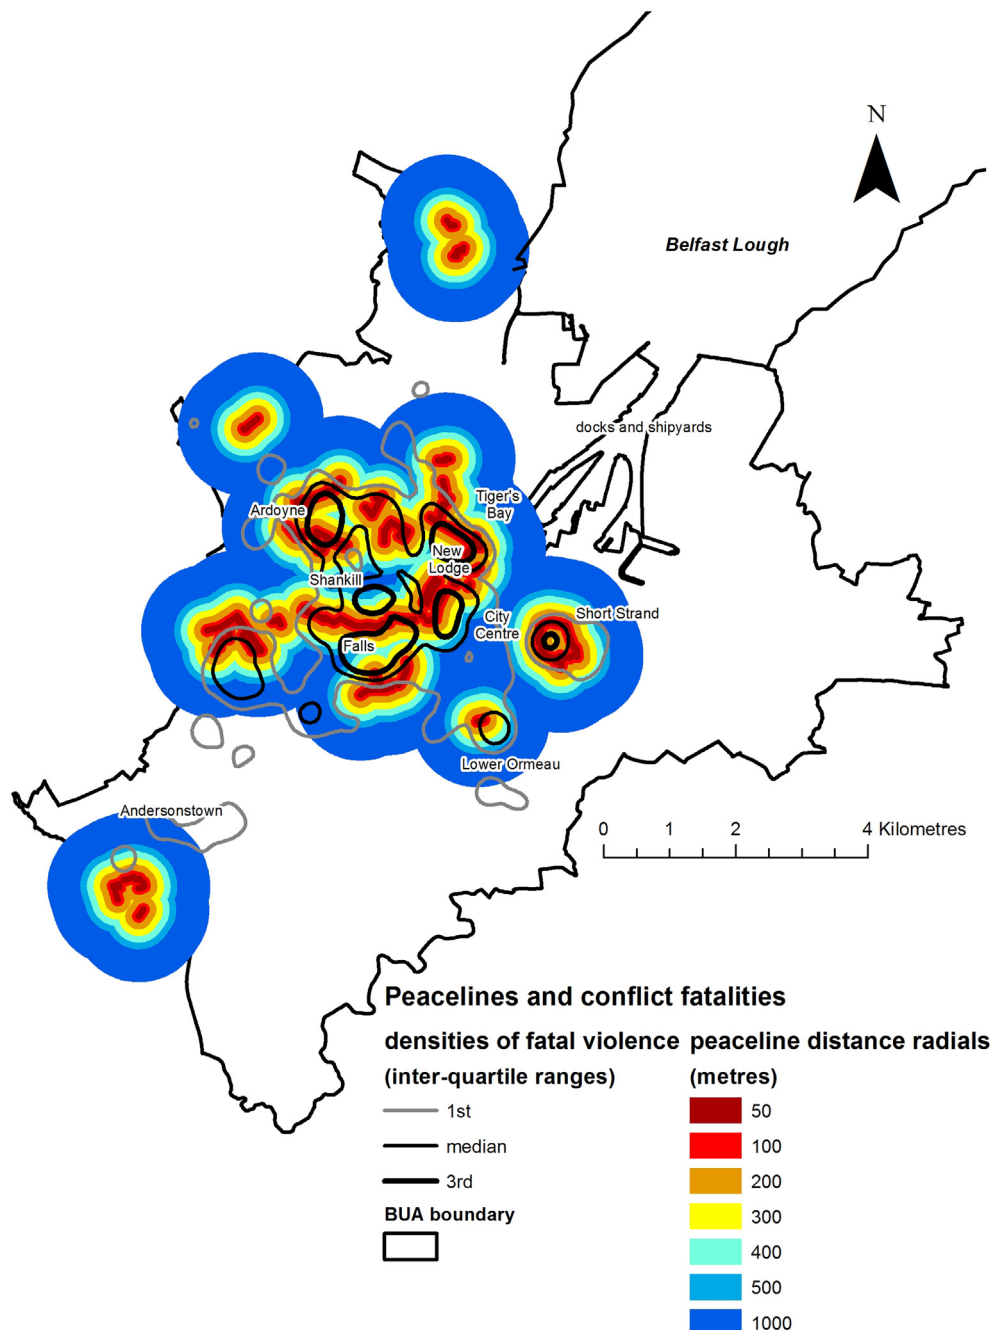 N
Belfast Lough
docks and shipyards
Tiger's
Bay
Ardoyne
New
Lodge
Shankill
Short Strand
City
Centre
Falls
Lower Ormeau
Andersonstown
0 1 2 4 Kilometres
Peacelines and conflict fatalities
densities of fatal violence
(inter-quartile ranges)
1st
median
3rd
BUA boundary
peaceline distance radials
(metres)
50
100
200
300
400
500
1000